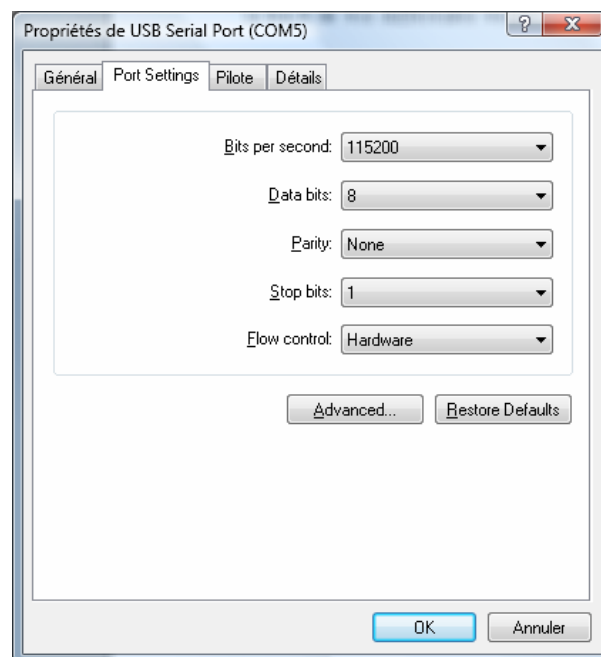 Propriétés de USB Serial Port (COM5)
Général Port Settings Pilote Détails
Bits per second: 115200
Data bits: 8
Parity: None
Stop bits: 1
Flow control: Hardware
Advanced... Restore Defaults
OK Annuler